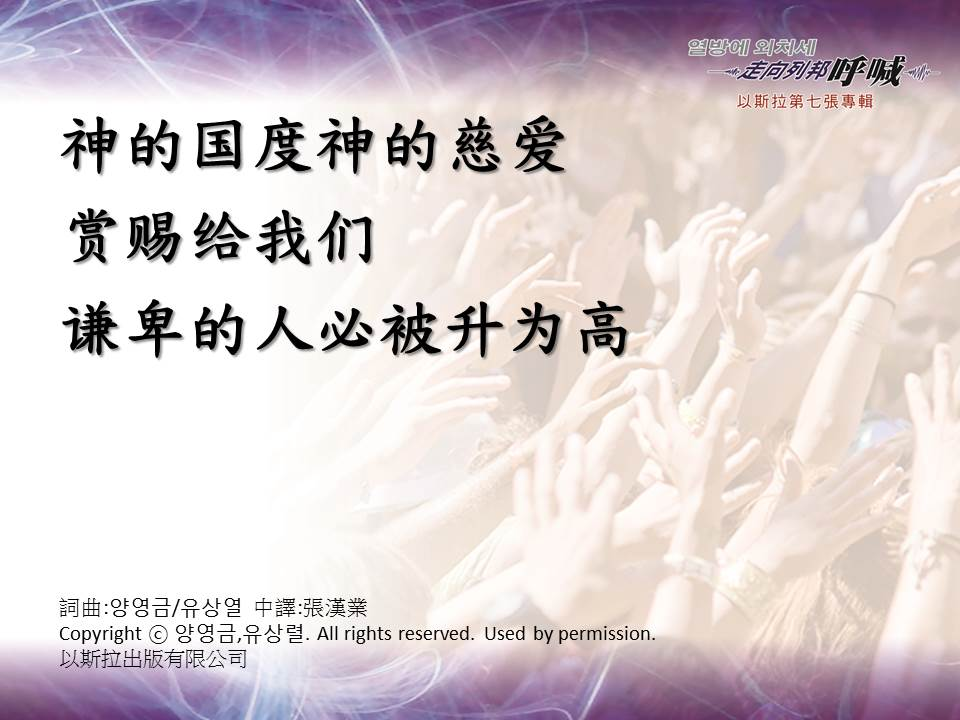 열방에 외치세
走向列邦呼喊
以斯拉第七張專輯
神的国度神的慈爱
赏赐给我们
谦卑的人必被升为高
詞曲:양영금/유상열 中譯:張漢業
Copyright ⓒ 양영금,유상렬. All rights reserved. Used by permission.
以斯拉出版有限公司